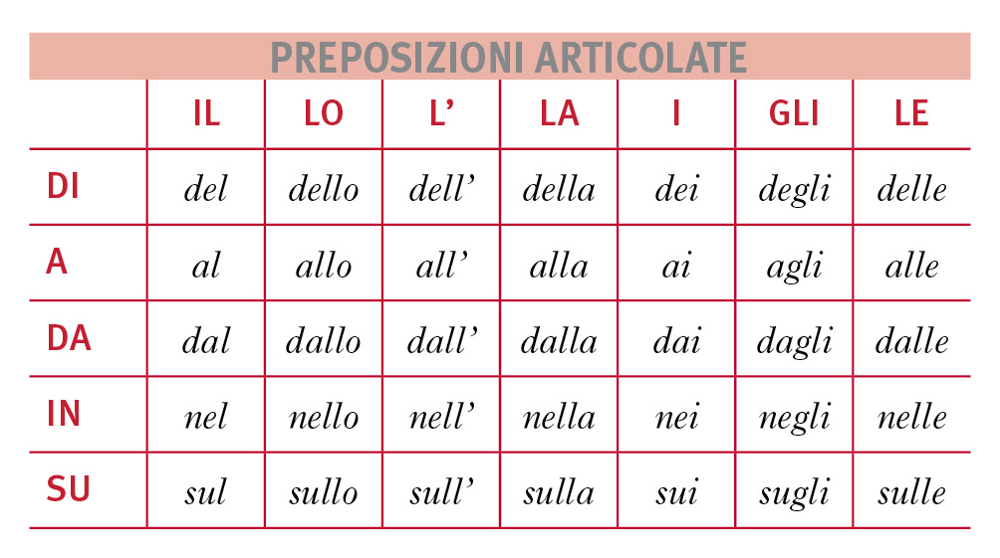 PREPOSIZIONI ARTICOLATE
IL LO L’ LA I GLI LE
DI del dello dell’ della dei degli delle
A al allo all’ alla ai agli alle
DA dal dallo dall’ dalla dai dagli dalle
IN nel nello nell’ nella nei negli nelle
SU sul sullo sull’ sulla sui sugli sulle